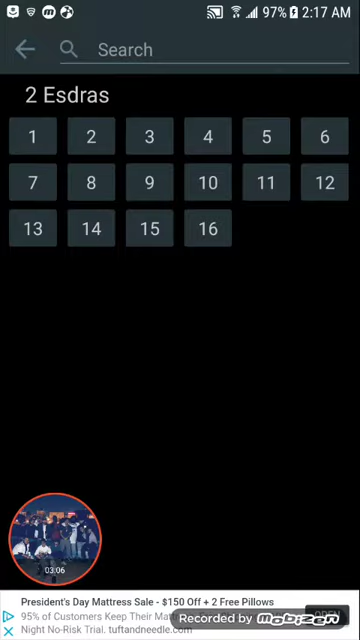 97% 2:17 AM
Search
2 Esdras
1 2 3 4 5 6
7 8 9 10 11 12
13 14 15 16
03:06
President's Day Mattress Sale - $150 Off + 2 Free Pillows
95% of Customers Keep Their
Night No-Risk Trial. tuftandneedle.com
OPEN
Recorded by Mobizen